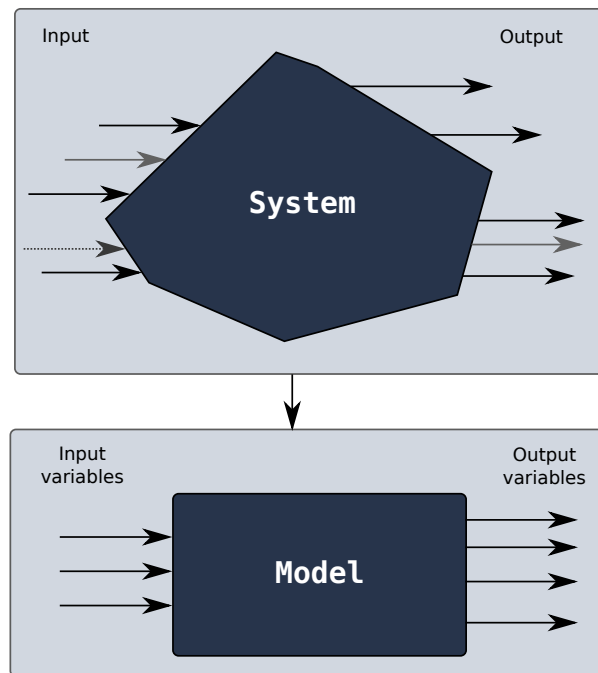 Input
Output
System
Input
variables
Output
variables
Model